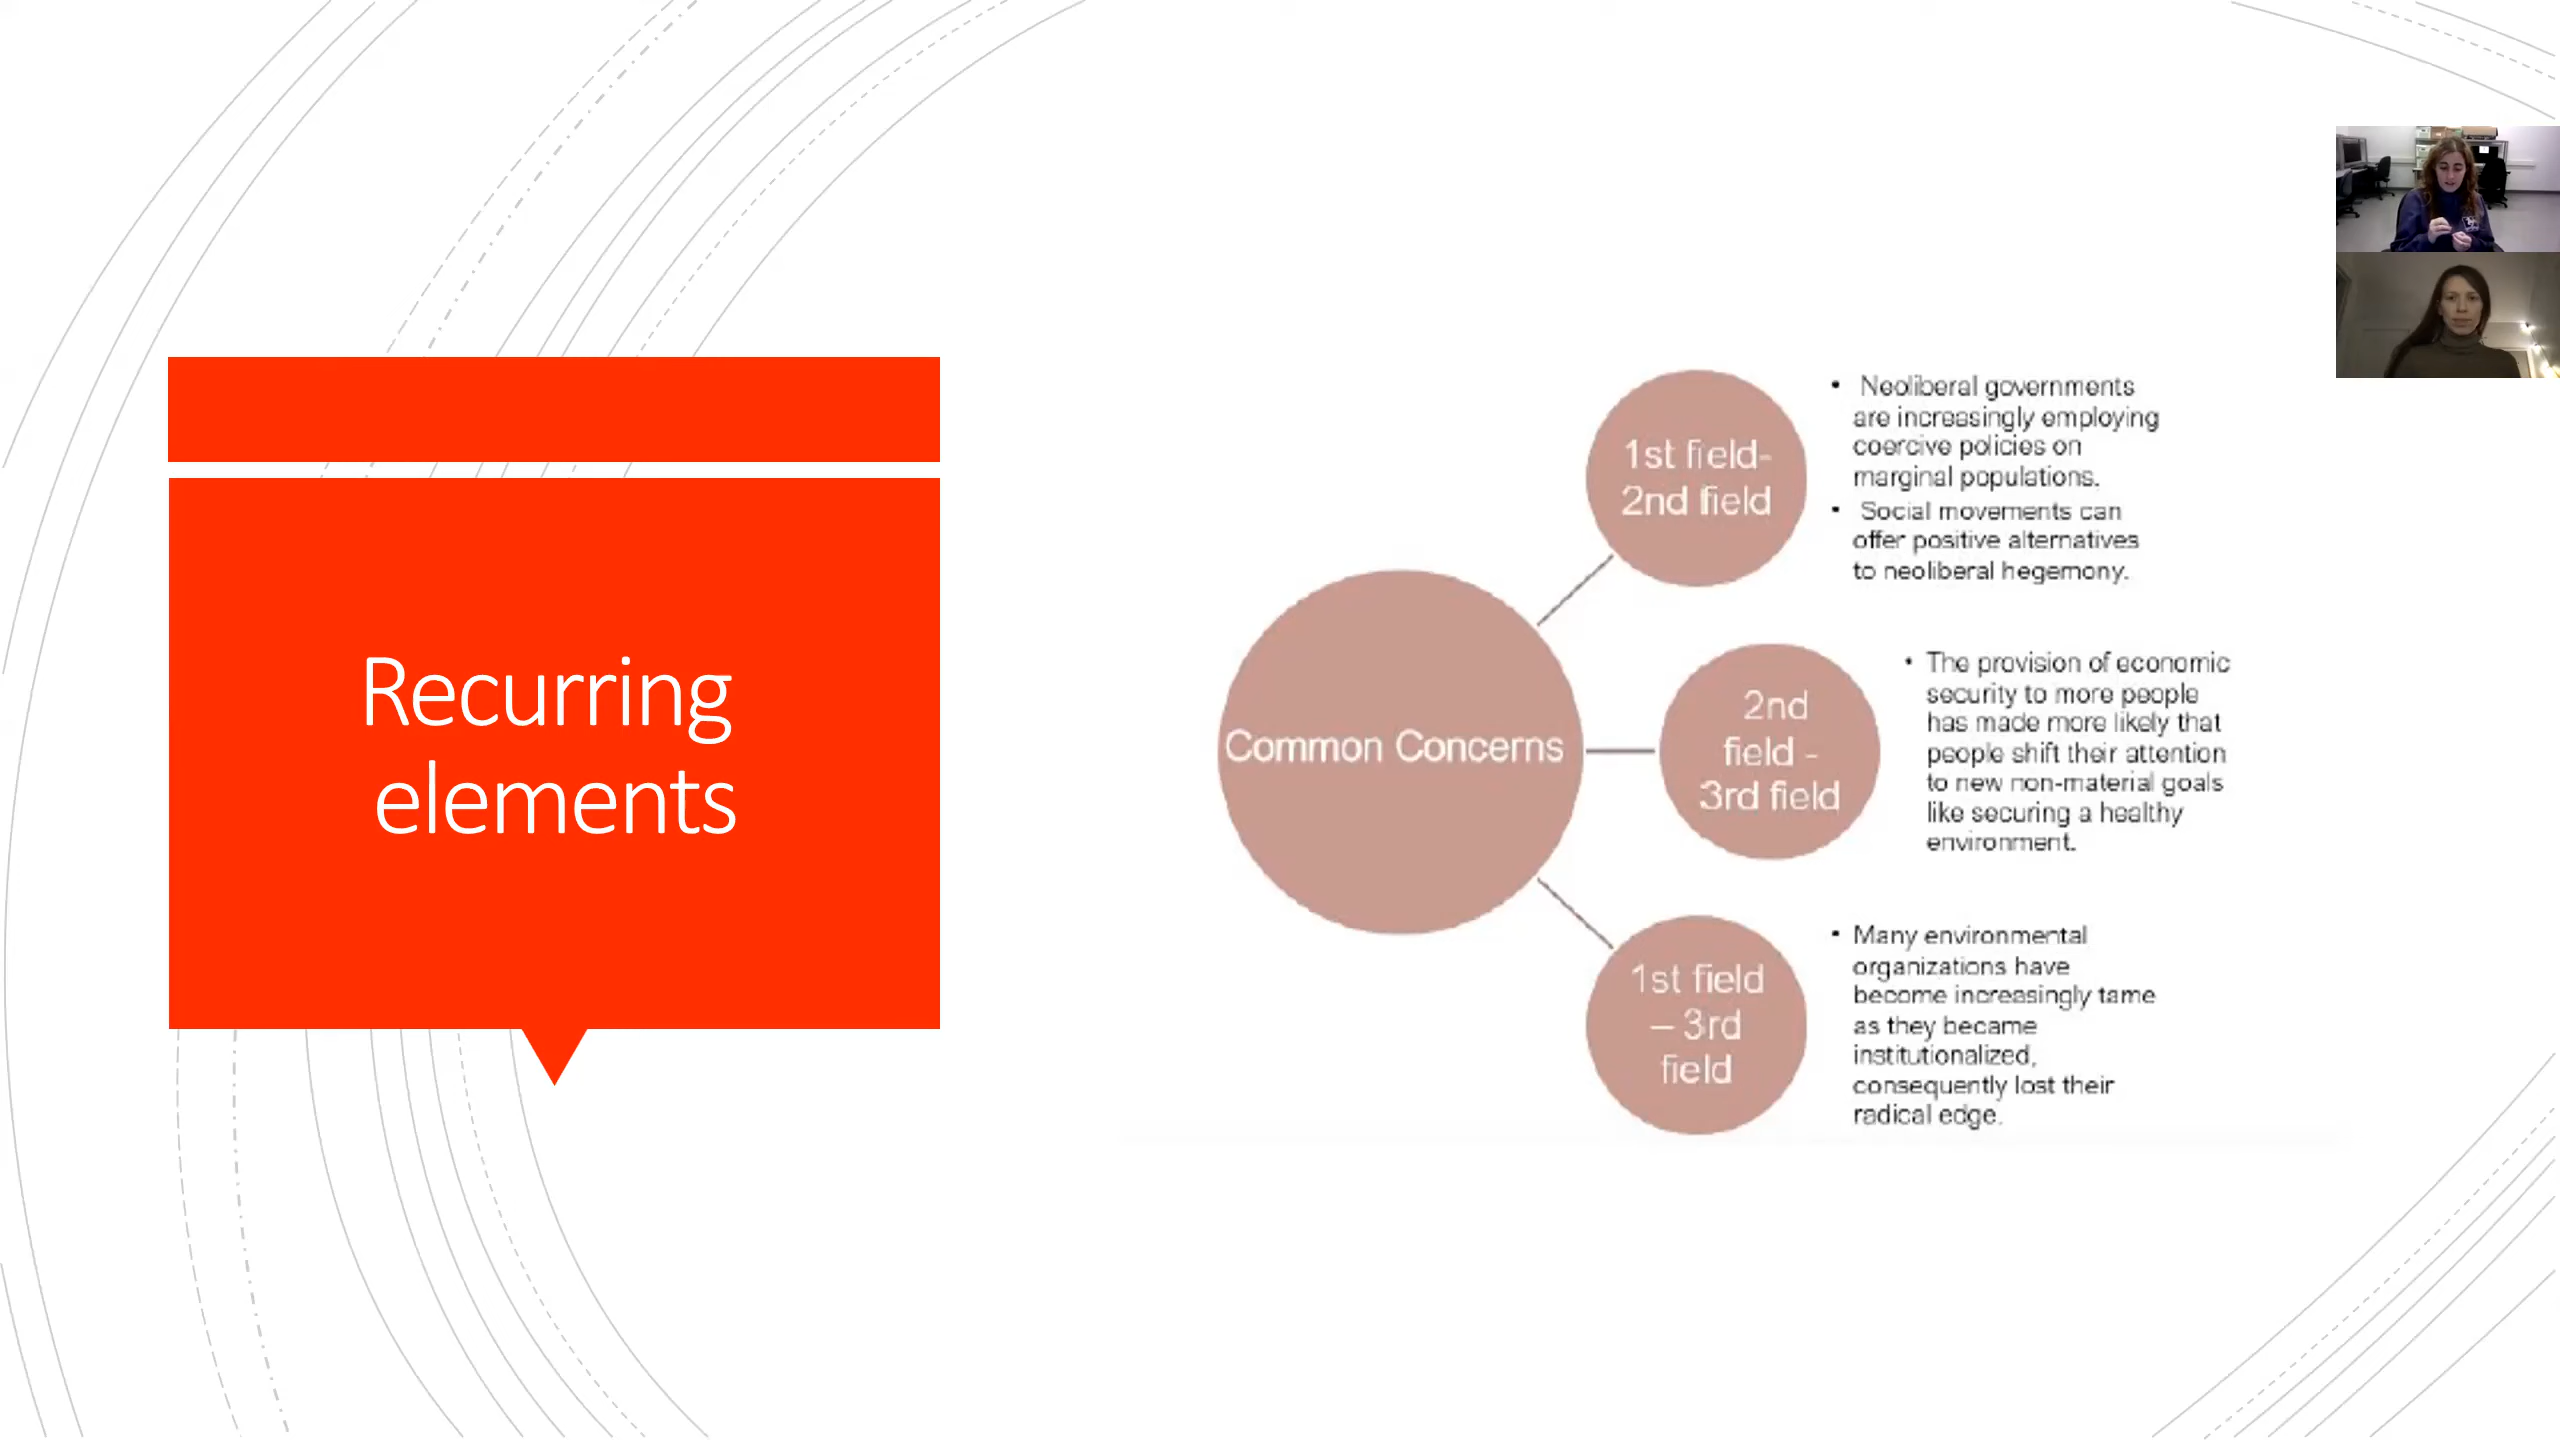 Recurring
elements
Common Concerns
1st field-
2nd field
• Neoliberal governments
are increasingly employing
coercive policies on
marginal populations.
• Social movements can
offer positive alternatives
to neoliberal hegemony.
2nd
field -
3rd field
• The provision of economic
security to more people
has made more likely that
people shift their attention
to new non-material goals
like securing a healthy
environment.
1st field
– 3rd
field
• Many environmental
organizations have
become increasingly tame
as they became
institutionalized,
consequently lost their
radical edge.